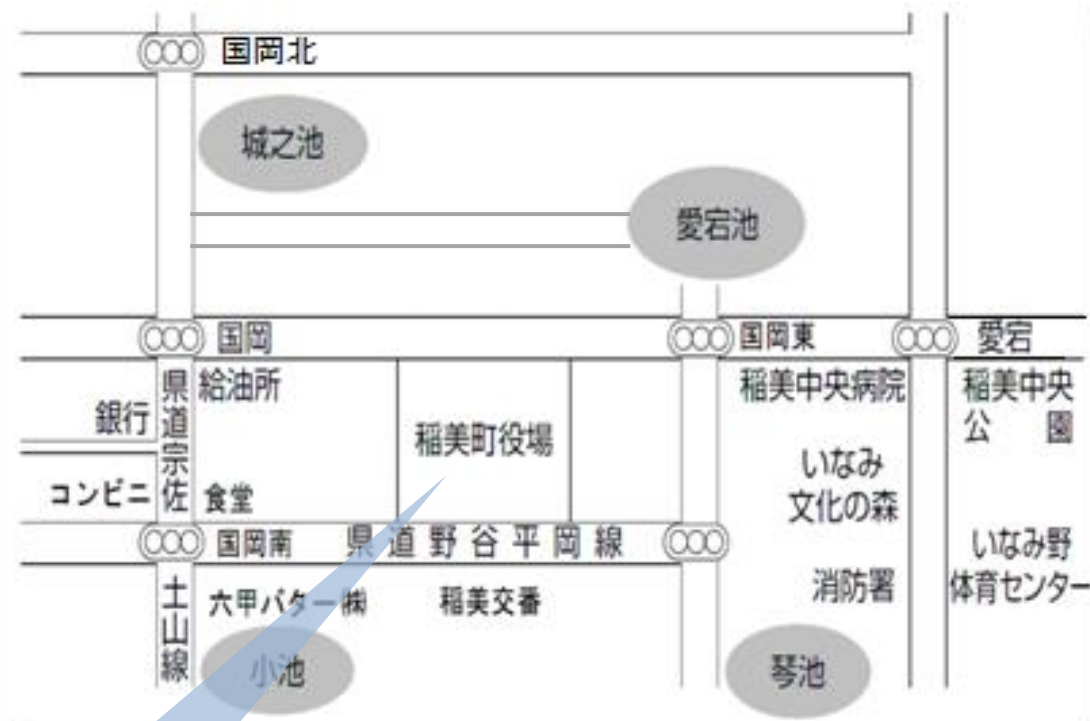 国岡北
城之池
愛宕池
国岡
国岡東
愛宕
県道宗佐土山線
銀行
給油所
稲美町役場
稲美中央病院
稲美中央
公園
コンビニ
食堂
いなみ
文化の森
国岡南
県道野谷平岡線
いなみ野
体育センター
消防署
六甲バター㈱
稲美交番
小池
琴池